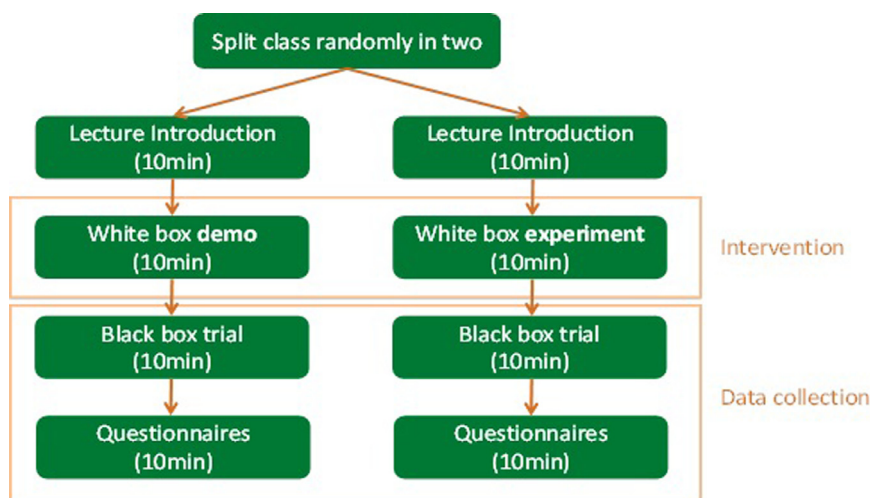 Split class randomly in two
Lecture Introduction
(10min)
Lecture Introduction
(10min)
White box demo
(10min)
White box experiment
(10min)
Intervention
Black box trial
(10min)
Black box trial
(10min)
Data collection
Questionnaires
(10min)
Questionnaires
(10min)